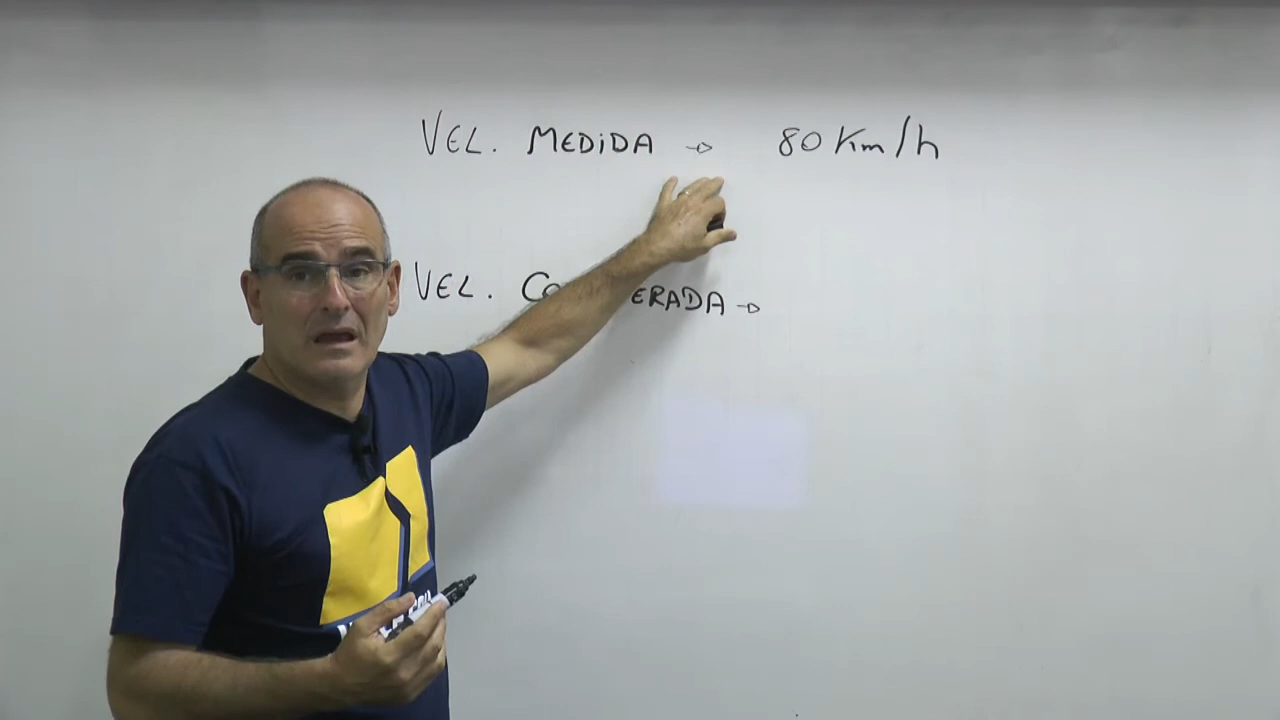 VEL. MEDIDA → 80 Km/h
VEL. →